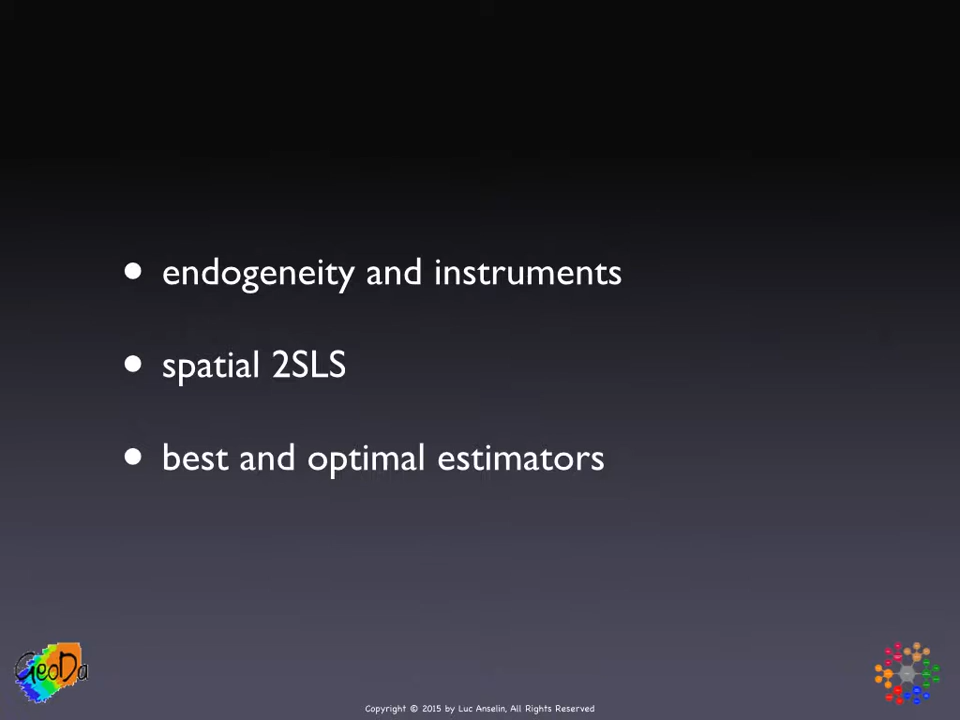 • endogeneity and instruments
• spatial 2SLS
• best and optimal estimators
GeoDa
Copyright © 2015 by Luc Anselin, All Rights Reserved